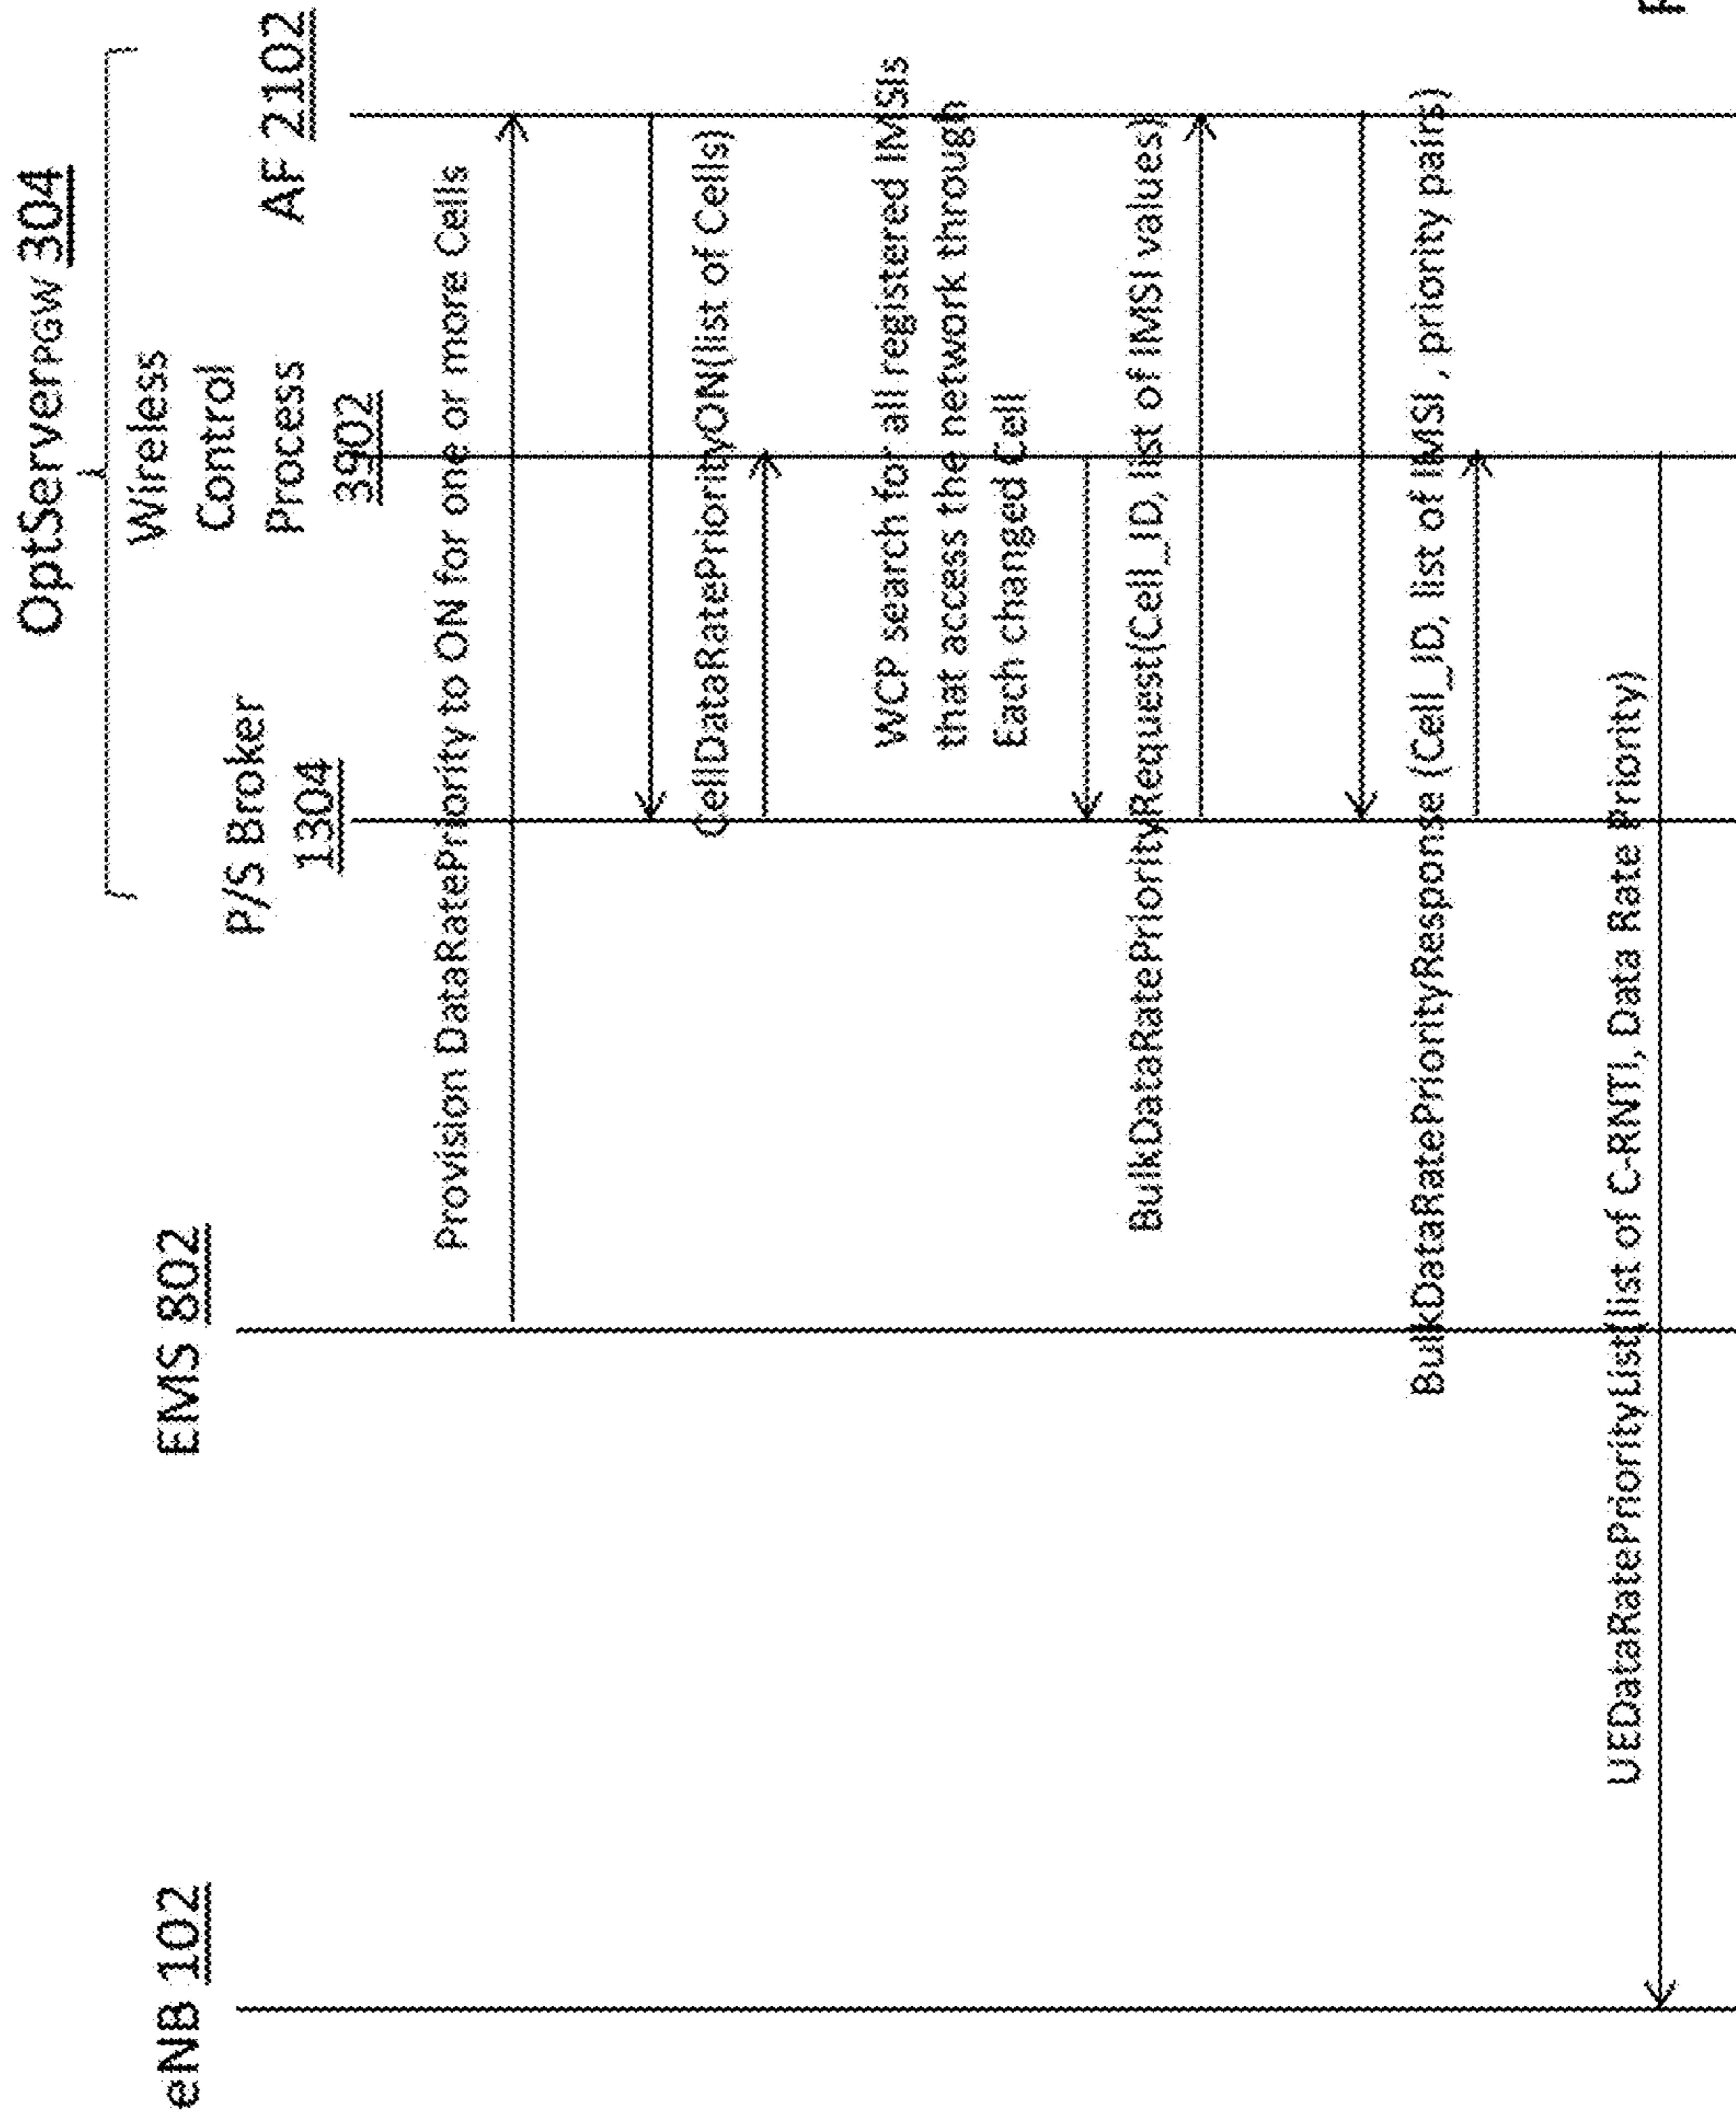 OptServerPGW 304
eNB 102
EMS 802
P/S Broker
1304
Wireless
Control
Process
3902
AF 2102
Provision DataRatePriority to ON for one or more Cells
CellDataRatePriorityON(list of Cells)
WCP search for all registered IMSIs
that access the network through
Each changed Cell
BulkDataRatePriorityRequest(Cell_ID, list of IMSI values)
BulkDataRatePriorityResponse (Cell_ID, list of IMSI , priority pairs)
UEDataRatePriorityList(list of C-RNTI, Data Rate Priority)